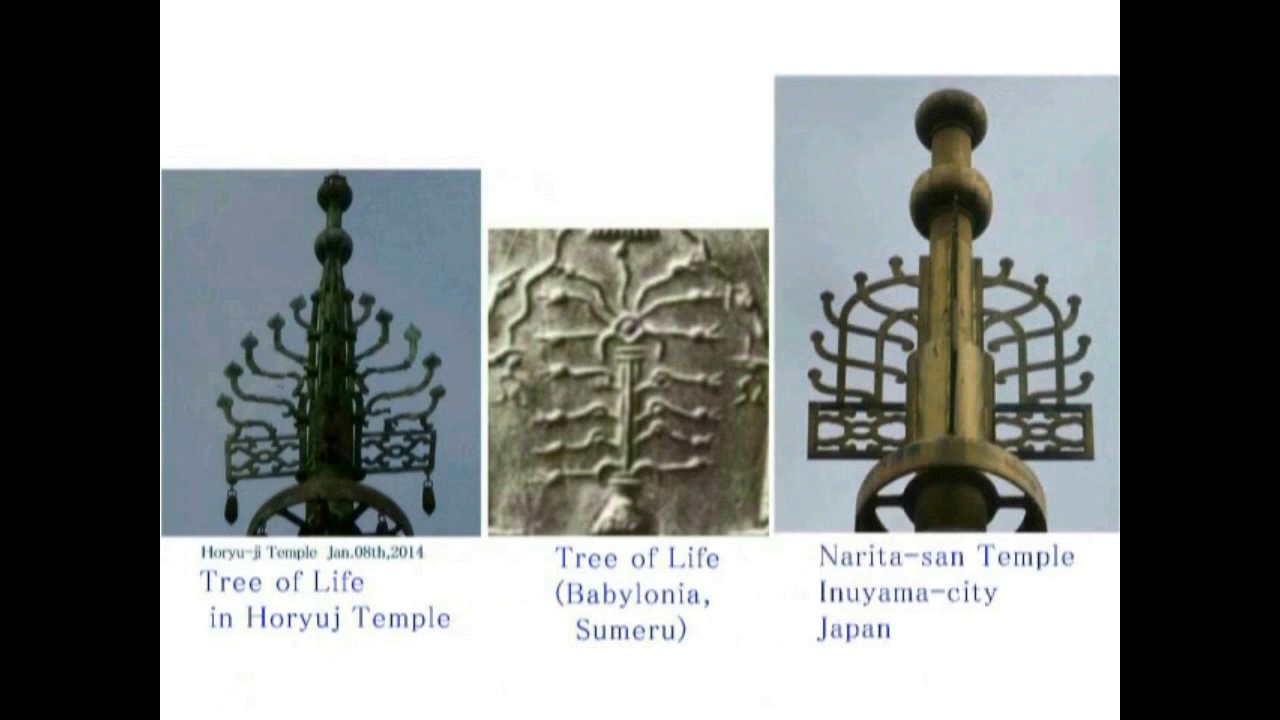 Horyu-ji Temple Jan.08th,2014
Tree of Life
in Horyuj Temple
Tree of Life
(Babylonia,
Sumeru)
Narita-san Temple
Inuyama-city
Japan